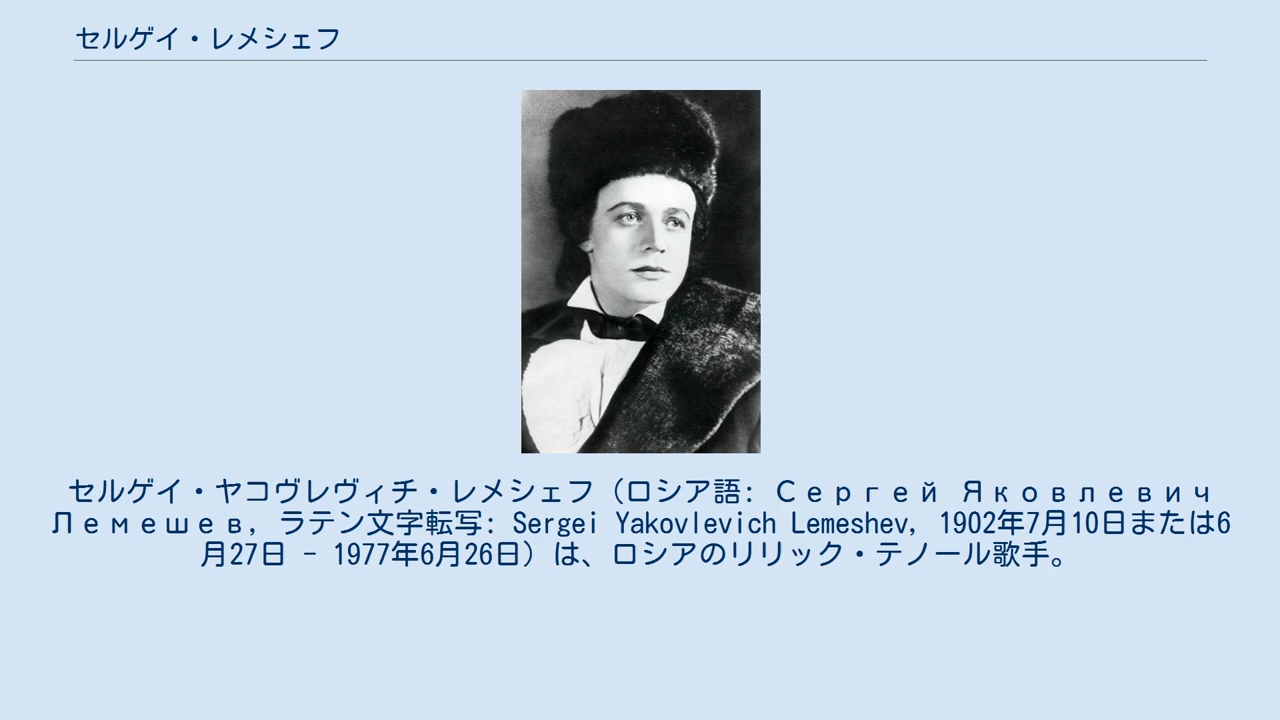 セルゲイ・レメシェフ
セルゲイ・ヤコヴレヴィチ・レメシェフ（ロシア語: Сергей Яковлевич
Лемешев, ラテン文字転写: Sergei Yakovlevich Lemeshev, 1902年7月10日または6
月27日 - 1977年6月26日）は、ロシアのリリック・テノール歌手。